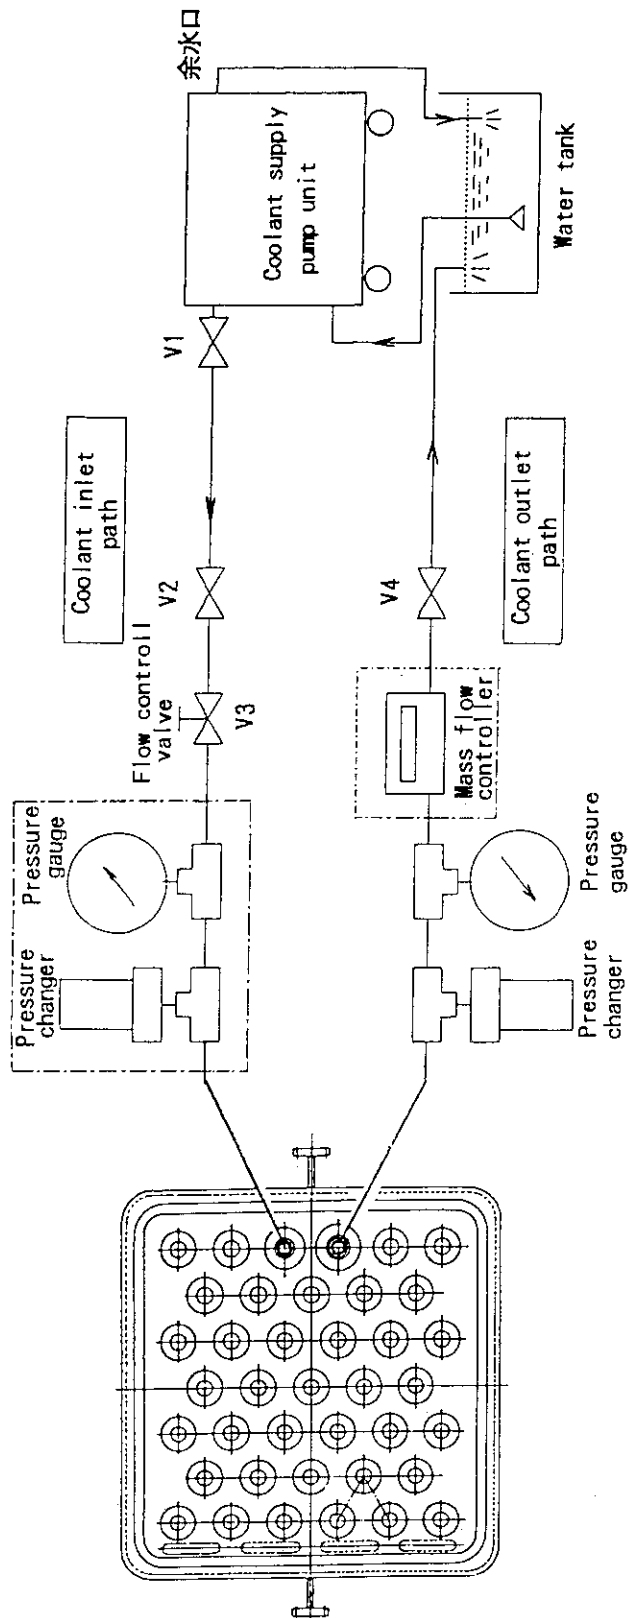 余水口
Coolant supply
pump unit
Water tank
V1
Coolant inlet
path
V2
Flow controll
valve
V3
V4
Coolant outlet
path
Mass flow
controller
Pressure
gauge
Pressure
changer
Pressure
gauge
Pressure
changer